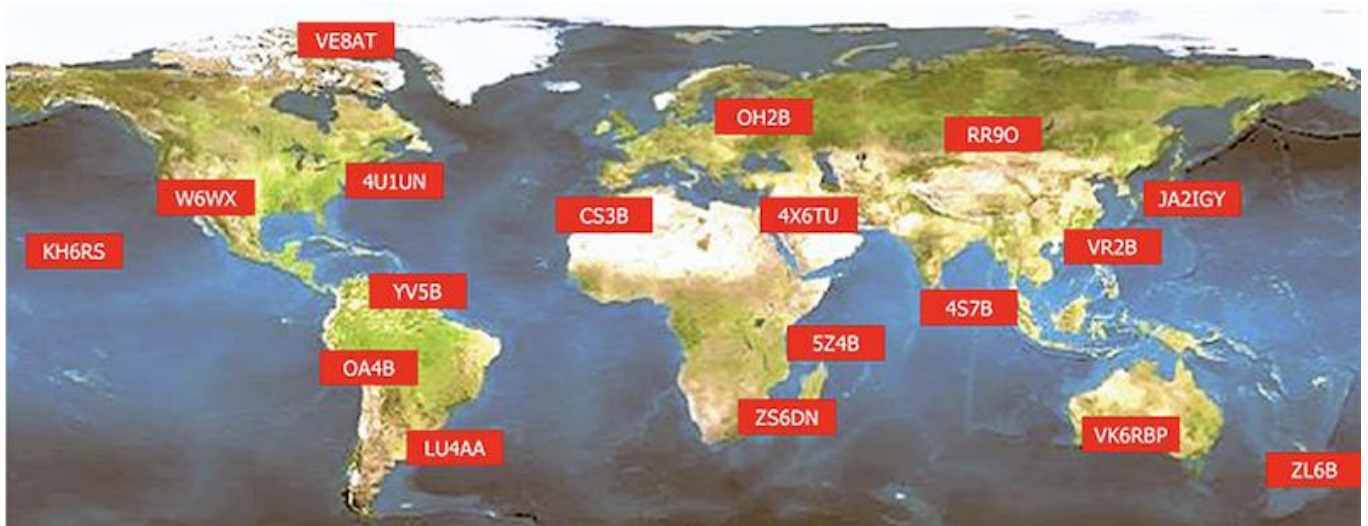 VE8AT
OH2B
RR9O
4U1UN
W6WX
JA2IGY
CS3B
4X6TU
VR2B
KH6RS
YV5B
4S7B
5Z4B
OA4B
ZS6DN
VK6RBP
LU4AA
ZL6B